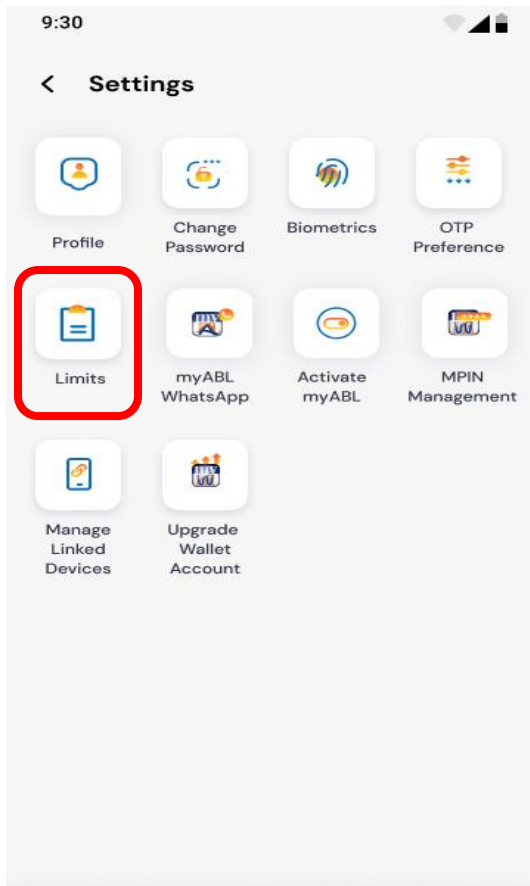 9:30
Settings
Profile
Change
Password
Biometrics
OTP
Preference
Limits
myABL
WhatsApp
Activate
myABL
MPIN
Management
Manage
Linked
Devices
Upgrade
Wallet
Account